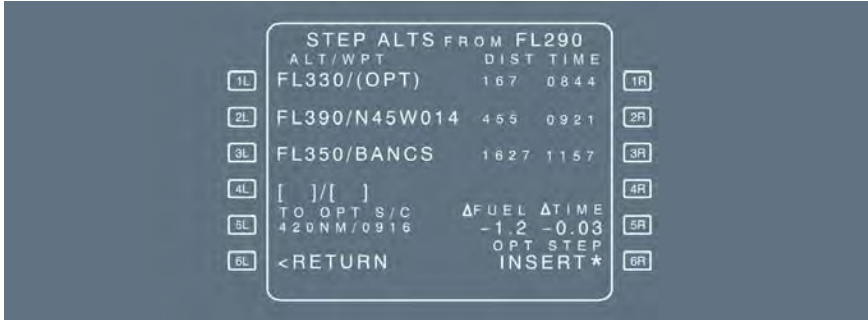 STEP ALTS FROM FL290
ALT/WPT DIST TIME
1L FL330/(OPT) 167 0844 1R
2L FL390/N45W014 455 0921 2R
3L FL350/BANCS 1627 1157 3R
4L [ ]/[ ] 4R
TO OPT S/C ΔFUEL ΔTIME
5L 420NM/0916 -1.2 -0.03 5R
OPT STEP
6L <RETURN INSERT* 6R